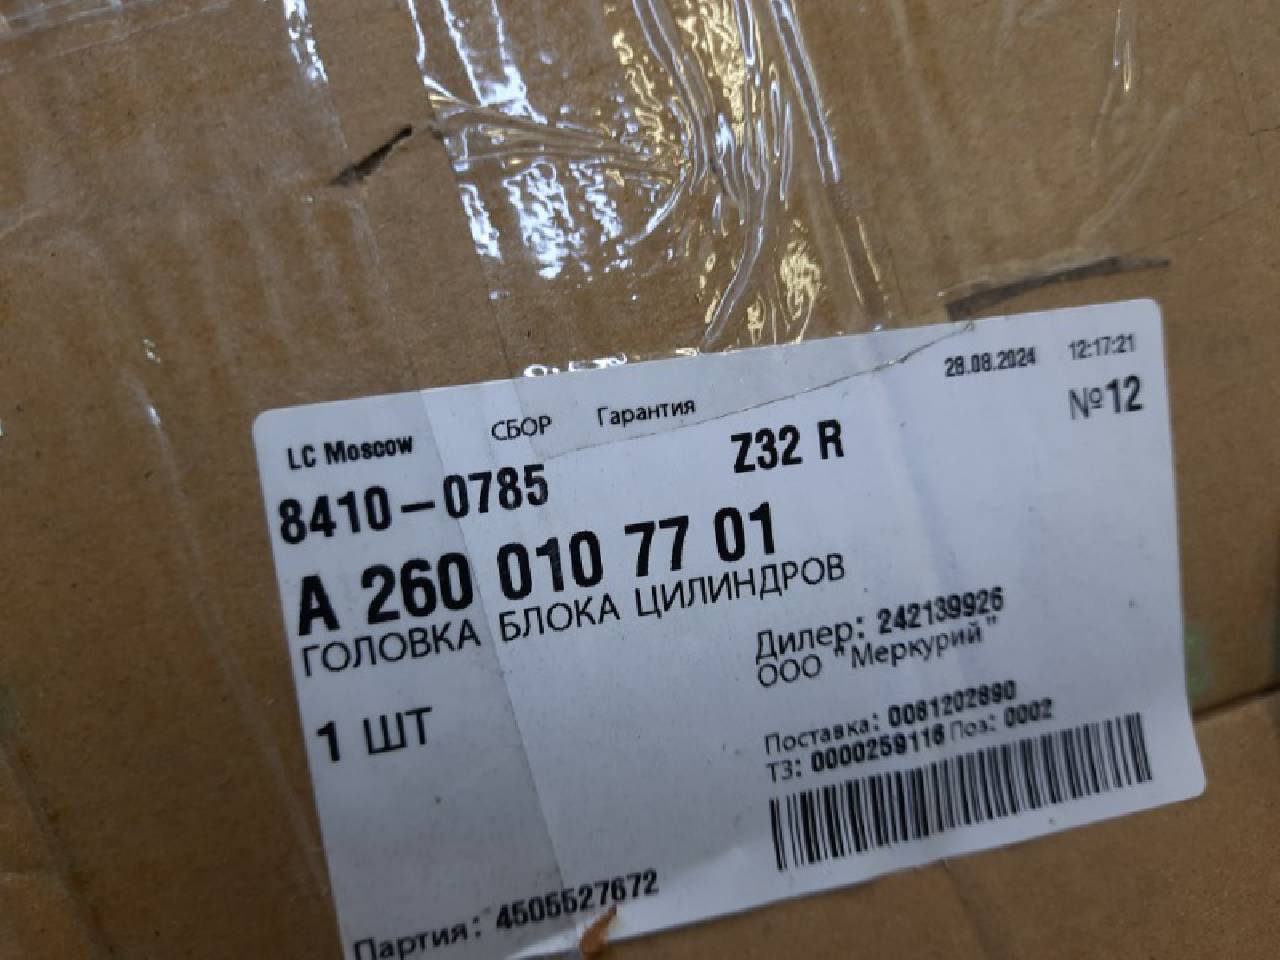 28.08.2024 12:17:21
LC Moscow СБОР Гарантия №12
8410-0785 Z32 R
A 260 010 77 01
ГОЛОВКА БЛОКА ЦИЛИНДРОВ
Дилер: 242139926
ООО "Меркурий"
1 ШТ
Поставка: 0081202890
ТЗ: 0000259116 Поз: 0002
Партия: 4505527672